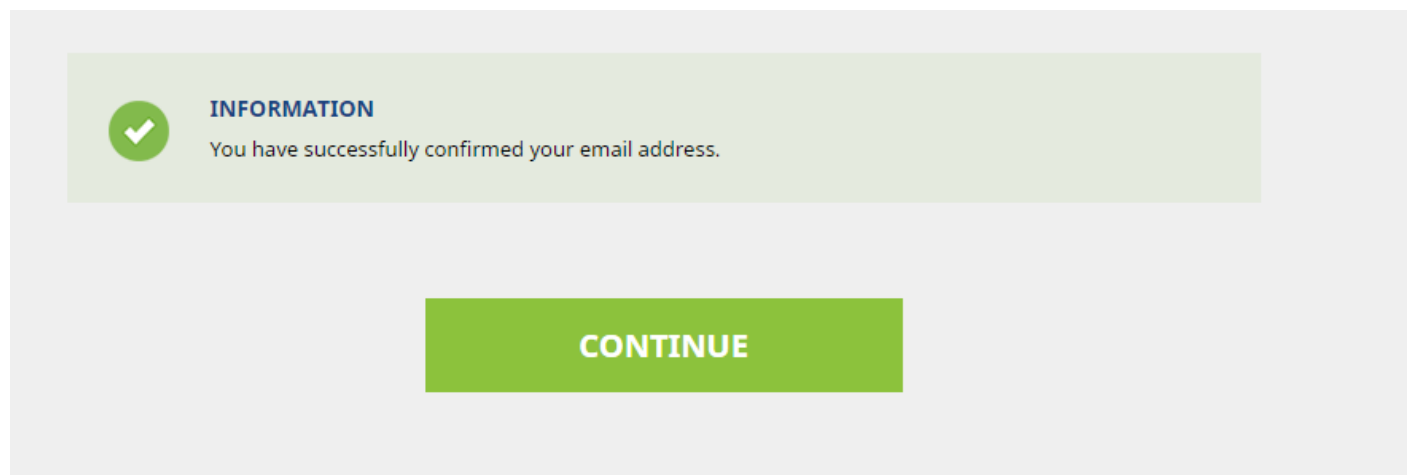 INFORMATION
You have successfully confirmed your email address.
CONTINUE